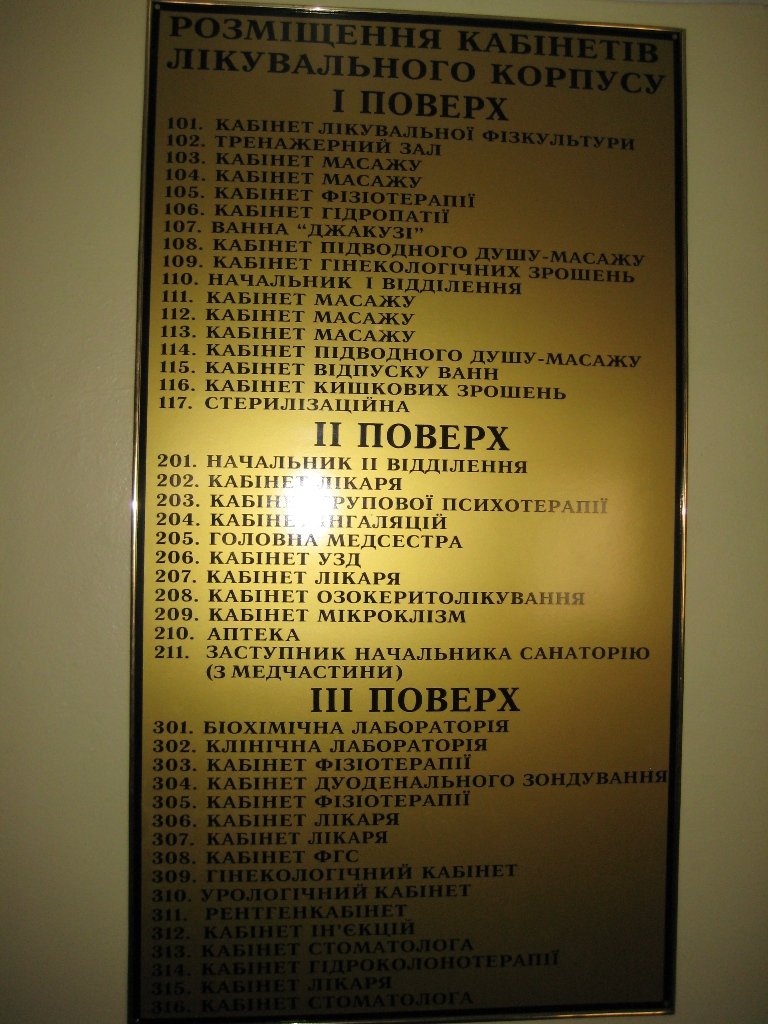 РОЗМІЩЕННЯ КАБІНЕТІВ
ЛІКУВАЛЬНОГО КОРПУСУ
І ПОВЕРХ
101. КАБІНЕТ ЛІКУВАЛЬНОЇ ФІЗКУЛЬТУРИ
102. ТРЕНАЖЕРНИЙ ЗАЛ
103. КАБІНЕТ МАСАЖУ
104. КАБІНЕТ МАСАЖУ
105. КАБІНЕТ ФІЗІОТЕРАПІЇ
106. КАБІНЕТ ГІДРОПАТІЇ
107. ВАННА “ДЖАКУЗІ”
108. КАБІНЕТ ПІДВОДНОГО ДУШУ-МАСАЖУ
109. КАБІНЕТ ГІНЕКОЛОГІЧНИХ ЗРОШЕНЬ
110. НАЧАЛЬНИК І ВІДДІЛЕННЯ
111. КАБІНЕТ МАСАЖУ
112. КАБІНЕТ МАСАЖУ
113. КАБІНЕТ МАСАЖУ
114. КАБІНЕТ ПІДВОДНОГО ДУШУ-МАСАЖУ
115. КАБІНЕТ ВІДПУСКУ ВАНН
116. КАБІНЕТ КИШКОВИХ ЗРОШЕНЬ
117. СТЕРИЛІЗАЦІЙНА
ІІ ПОВЕРХ
201. НАЧАЛЬНИК ІІ ВІДДІЛЕННЯ
202. КАБІНЕТ ЛІКАРЯ
203. КАБІНЕТ ГРУПОВОЇ ПСИХОТЕРАПІЇ
204. КАБІНЕТ ІНГАЛЯЦІЙ
205. ГОЛОВНА МЕДСЕСТРА
206. КАБІНЕТ УЗД
207. КАБІНЕТ ЛІКАРЯ
208. КАБІНЕТ ОЗОКЕРИТОЛІКУВАННЯ
209. КАБІНЕТ МІКРОКЛІЗМ
210. АПТЕКА
211. ЗАСТУПНИК НАЧАЛЬНИКА САНАТОРІЮ
(З МЕДЧАСТИНИ)
ІІІ ПОВЕРХ
301. БІОХІМІЧНА ЛАБОРАТОРІЯ
302. КЛІНІЧНА ЛАБОРАТОРІЯ
303. КАБІНЕТ ФІЗІОТЕРАПІЇ
304. КАБІНЕТ ДУОДЕНАЛЬНОГО ЗОНДУВАННЯ
305. КАБІНЕТ ФІЗІОТЕРАПІЇ
306. КАБІНЕТ ЛІКАРЯ
307. КАБІНЕТ ЛІКАРЯ
308. КАБІНЕТ ФГС
309. ГІНЕКОЛОГІЧНИЙ КАБІНЕТ
310. УРОЛОГІЧНИЙ КАБІНЕТ
311. РЕНТГЕНКАБІНЕТ
312. КАБІНЕТ ІН'ЄКЦІЙ
313. КАБІНЕТ СТОМАТОЛОГА
314. КАБІНЕТ ГІДРОКОЛОНОТЕРАПІЇ
315. КАБІНЕТ ЛІКАРЯ
316. КАБІНЕТ СТОМАТОЛОГА